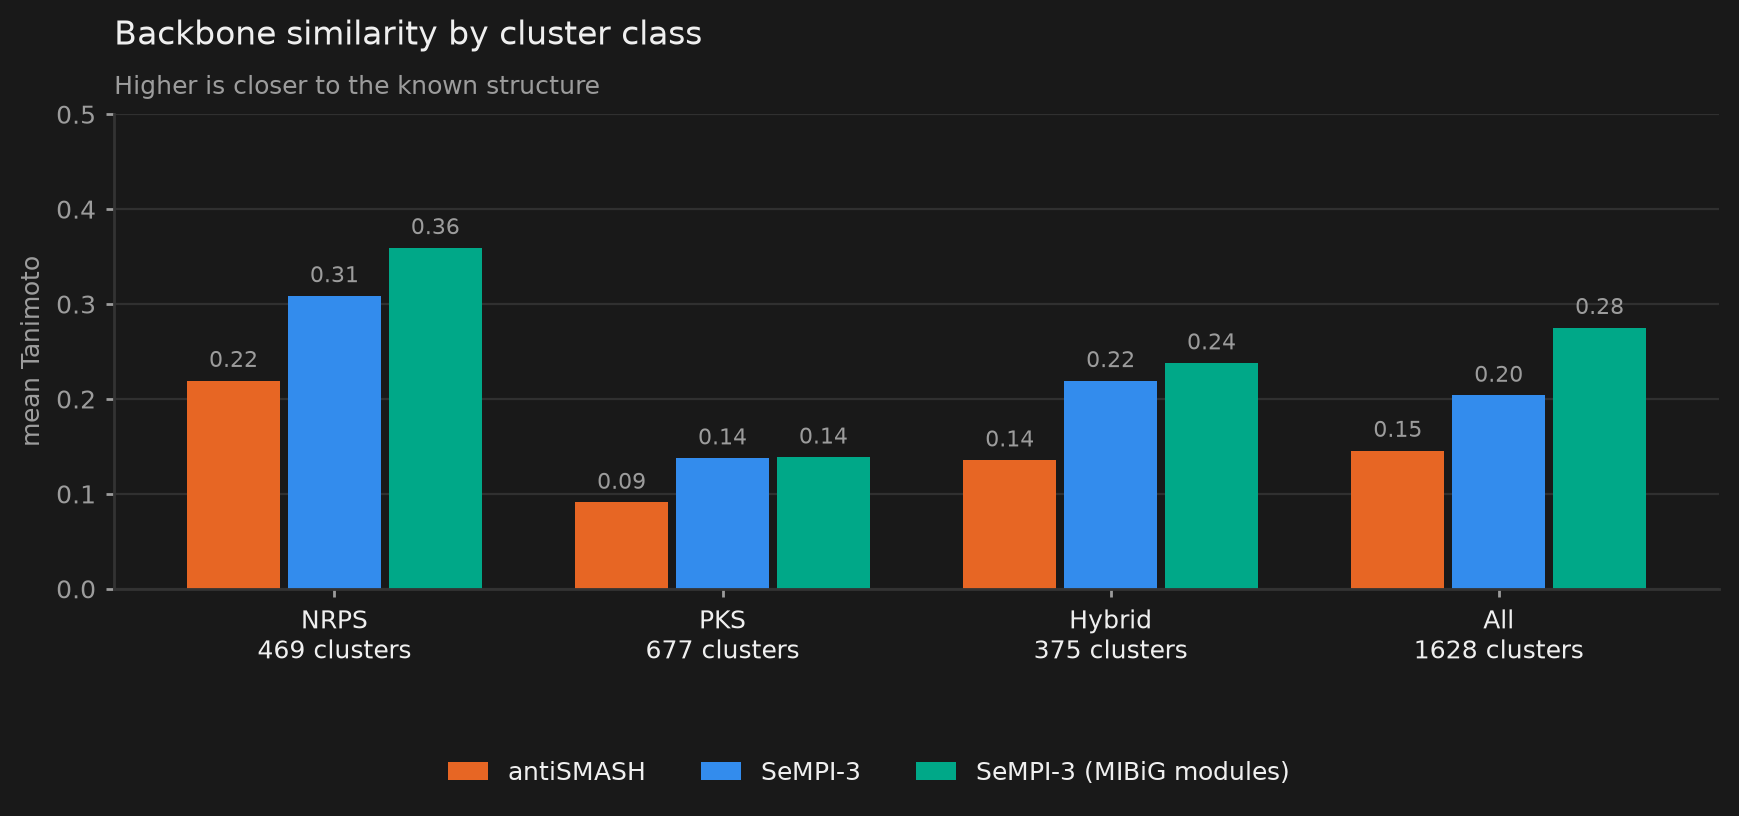 Backbone similarity by cluster class
Higher is closer to the known structure
mean Tanimoto
0.5
0.4
0.3
0.2
0.1
0.0
0.22
0.31
0.36
0.09
0.14
0.14
0.14
0.22
0.24
0.15
0.20
0.28
NRPS
469 clusters
PKS
677 clusters
Hybrid
375 clusters
All
1628 clusters
antiSMASH
SeMPI-3
SeMPI-3 (MIBiG modules)